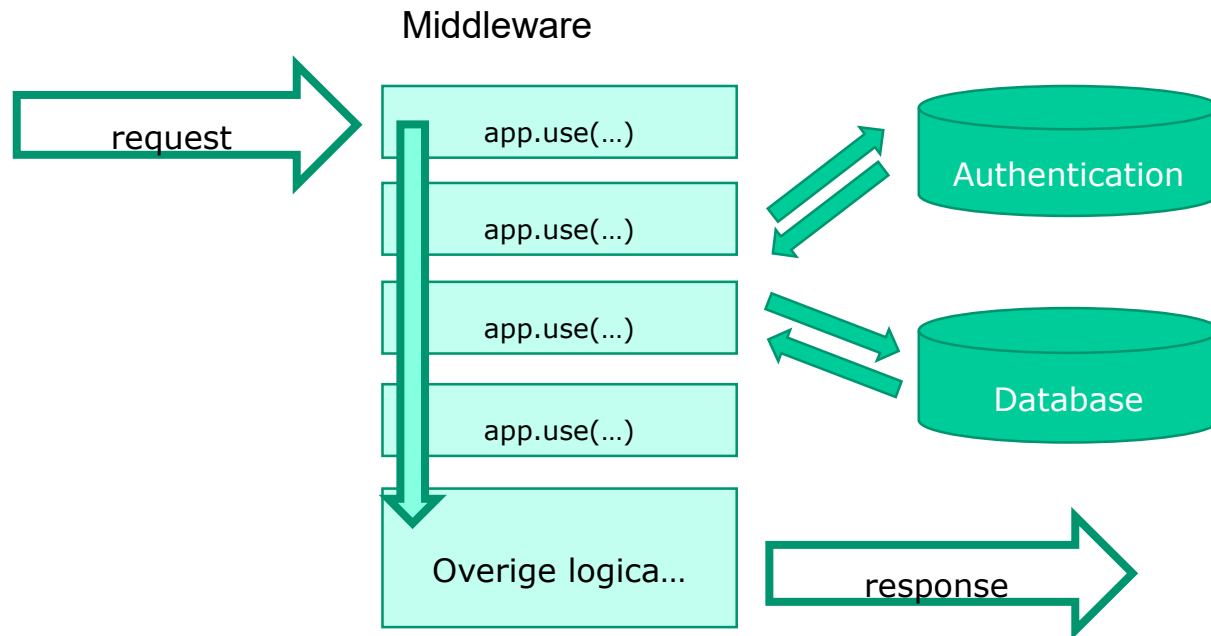 Middleware
request
app.use(…)
Authentication
app.use(…)
app.use(…)
Database
app.use(…)
Overige logica…
response